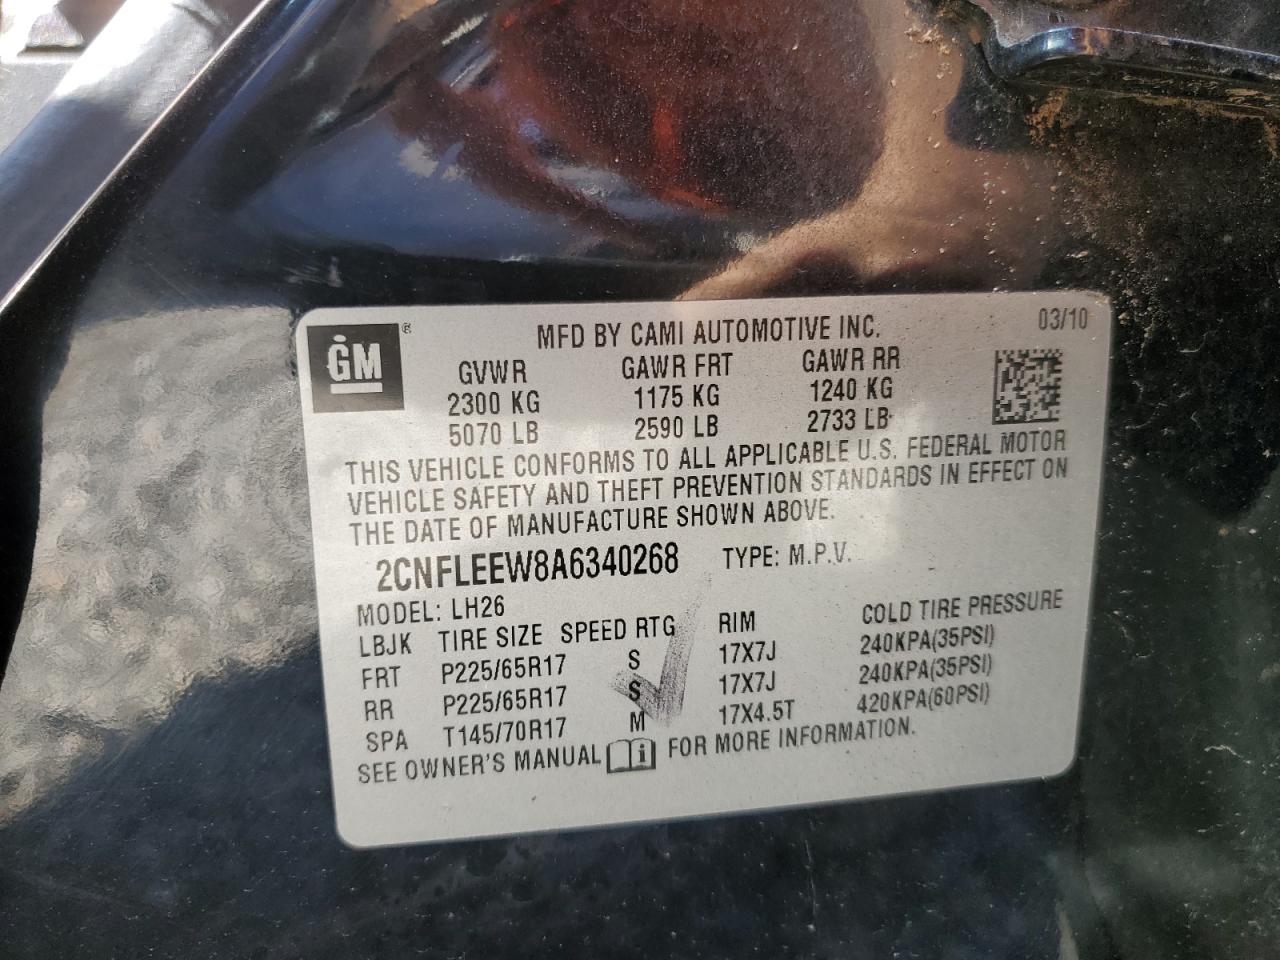 GM ®
MFD BY CAMI AUTOMOTIVE INC. 03/10
GVWR GAWR FRT GAWR RR
2300 KG 1175 KG 1240 KG
5070 LB 2590 LB 2733 LB
THIS VEHICLE CONFORMS TO ALL APPLICABLE U.S. FEDERAL MOTOR
VEHICLE SAFETY AND THEFT PREVENTION STANDARDS IN EFFECT ON
THE DATE OF MANUFACTURE SHOWN ABOVE.
2CNFLEEW8A6340268 TYPE: M.P.V.
MODEL: LH26
LBJK TIRE SIZE SPEED RTG RIM COLD TIRE PRESSURE
FRT P225/65R17 S 17X7J 240KPA(35PSI)
RR P225/65R17 S 17X7J 240KPA(35PSI)
SPA T145/70R17 M 17X4.5T 420KPA(60PSI)
SEE OWNER'S MANUAL i FOR MORE INFORMATION.